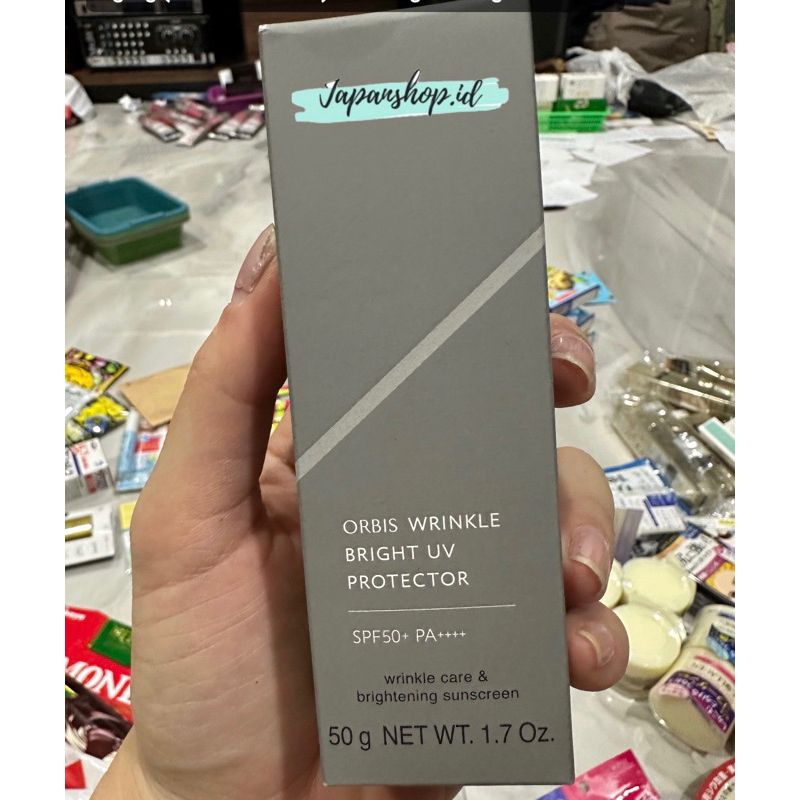 Japanshop.id
ORBIS WRINKLE
BRIGHT UV
PROTECTOR
SPF50+ PA++++
wrinkle care &
brightening sunscreen
50 g NET WT. 1.7 Oz.